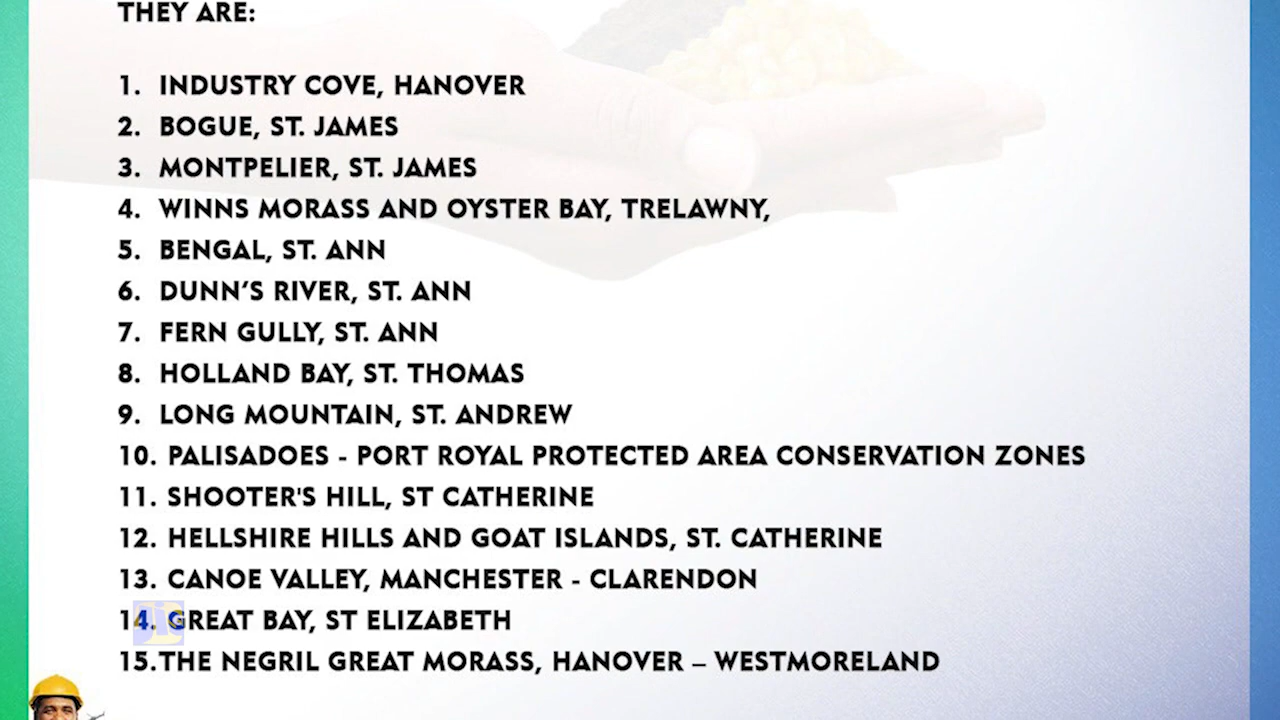 THEY ARE:
1. INDUSTRY COVE, HANOVER
2. BOGUE, ST. JAMES
3. MONTPELIER, ST. JAMES
4. WINNS MORASS AND OYSTER BAY, TRELAWNY,
5. BENGAL, ST. ANN
6. DUNN’S RIVER, ST. ANN
7. FERN GULLY, ST. ANN
8. HOLLAND BAY, ST. THOMAS
9. LONG MOUNTAIN, ST. ANDREW
10. PALISADOES - PORT ROYAL PROTECTED AREA CONSERVATION ZONES
11. SHOOTER'S HILL, ST CATHERINE
12. HELLSHIRE HILLS AND GOAT ISLANDS, ST. CATHERINE
13. CANOE VALLEY, MANCHESTER - CLARENDON
14. GREAT BAY, ST ELIZABETH
15.THE NEGRIL GREAT MORASS, HANOVER – WESTMORELAND